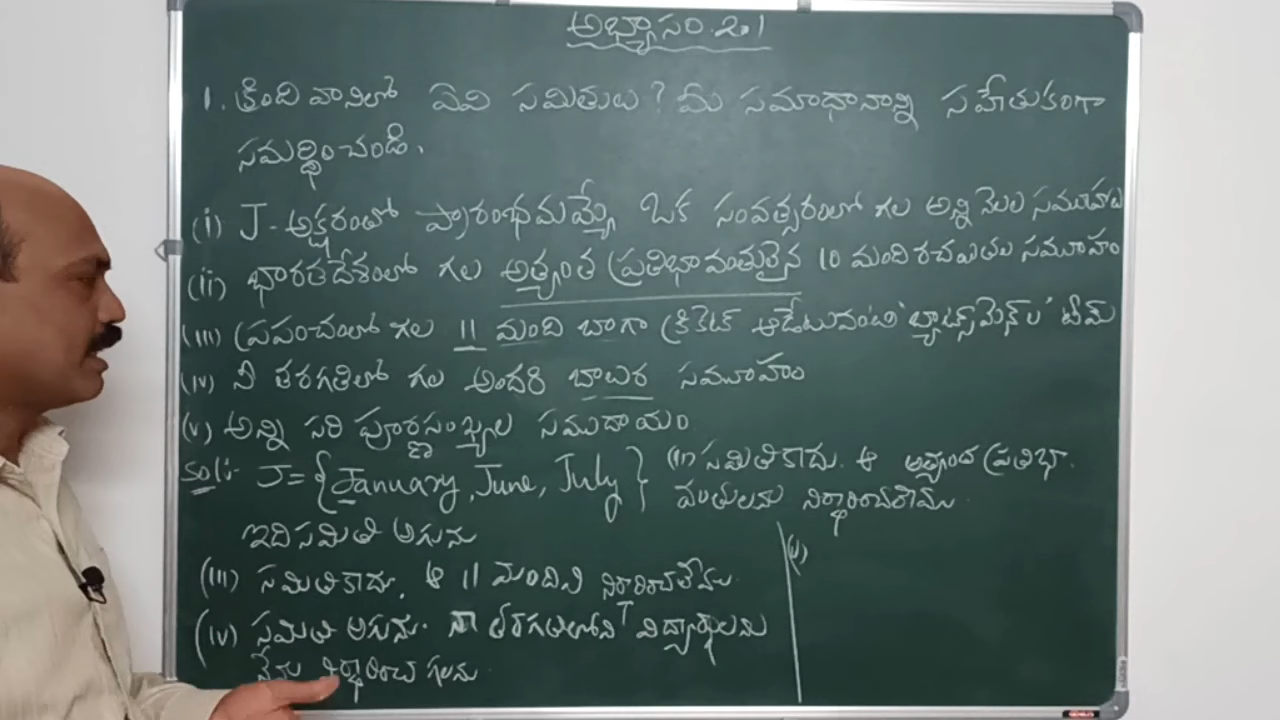 అభ్యాసం.2.1
1. క్రింది వానిలో ఏవి సమితులు? మీ సమాధానాన్ని సహేతుకంగా
సమర్థించండి.
(i) J - అక్షరంతో ప్రారంభమయ్యే ఒక సంవత్సరంలో గల అన్ని నెలల సమూహం
(ii) భారతదేశంలో గల అత్యంత ప్రతిభావంతులైన 10 మంది రచయితల సమూహం
(iii) ప్రపంచంలో గల 11 మంది బాగా క్రికెట్ ఆడేటువంటి 'బ్యాట్స్‌మెన్‌ల' టీమ్
(iv) నీ తరగతిలో గల అందరి బాలుర సమూహం
(v) అన్ని సరి పూర్ణసంఖ్యల సముదాయం
J = {January, June, July}
ఇది సమితి అగును
(ii) సమితి కాదు. ఆ అత్యంత ప్రతిభా
వంతులను నిర్ధారించలేము
(iii) సమితి కాదు. ఆ 11 మందిని నిర్ధారించలేము
(iv) సమితి అగును. నా తరగతిలోని విద్యార్థులను
నేను నిర్ధారించగలను
(v)